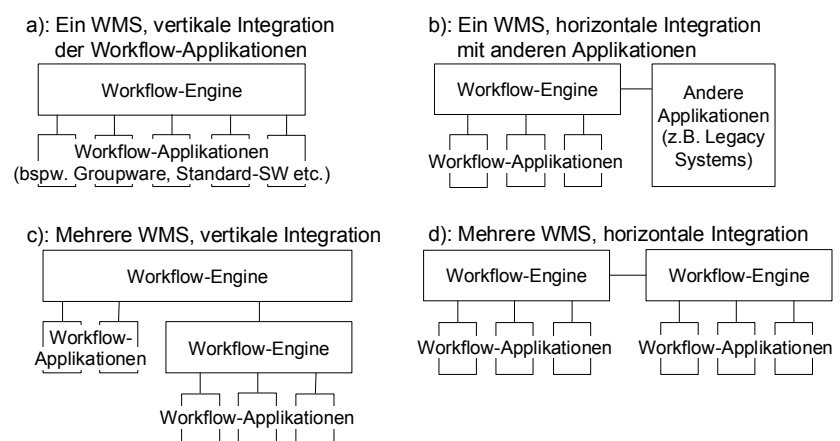 a): Ein WMS, vertikale Integration
der Workflow-Applikationen
Workflow-Engine
Workflow-Applikationen
(bspw. Groupware, Standard-SW etc.)
b): Ein WMS, horizontale Integration
mit anderen Applikationen
Workflow-Engine
Workflow-Applikationen
Andere
Applikationen
(z.B. Legacy
Systems)
c): Mehrere WMS, vertikale Integration
Workflow-Engine
Workflow-
Applikationen
Workflow-Engine
Workflow-Applikationen
d): Mehrere WMS, horizontale Integration
Workflow-Engine
Workflow-Engine
Workflow-Applikationen
Workflow-Applikationen